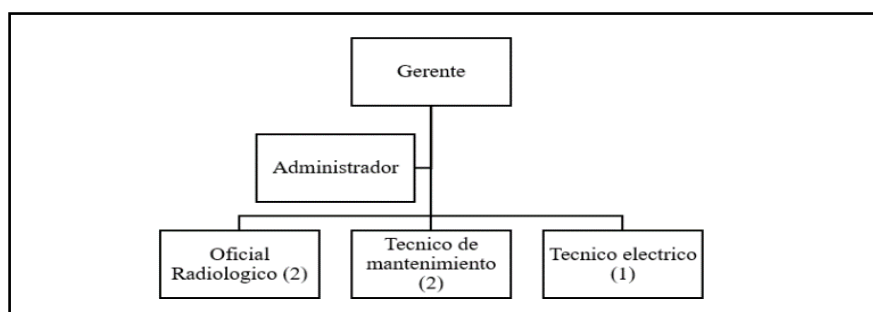 Gerente
Administrador
Oficial
Radiologico (2)
Tecnico de
mantenimiento
(2)
Tecnico electrico
(1)